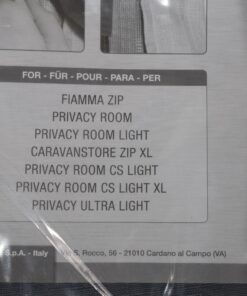 FOR - FÜR - POUR - PARA - PER
FIAMMA ZIP
PRIVACY ROOM
PRIVACY ROOM LIGHT
CARAVANSTORE ZIP XL
PRIVACY ROOM CS LIGHT
PRIVACY ROOM CS LIGHT XL
PRIVACY ULTRA LIGHT
S.p.A. - Italy Via S. Rocco, 56 - 21010 Cardano al Campo (VA)